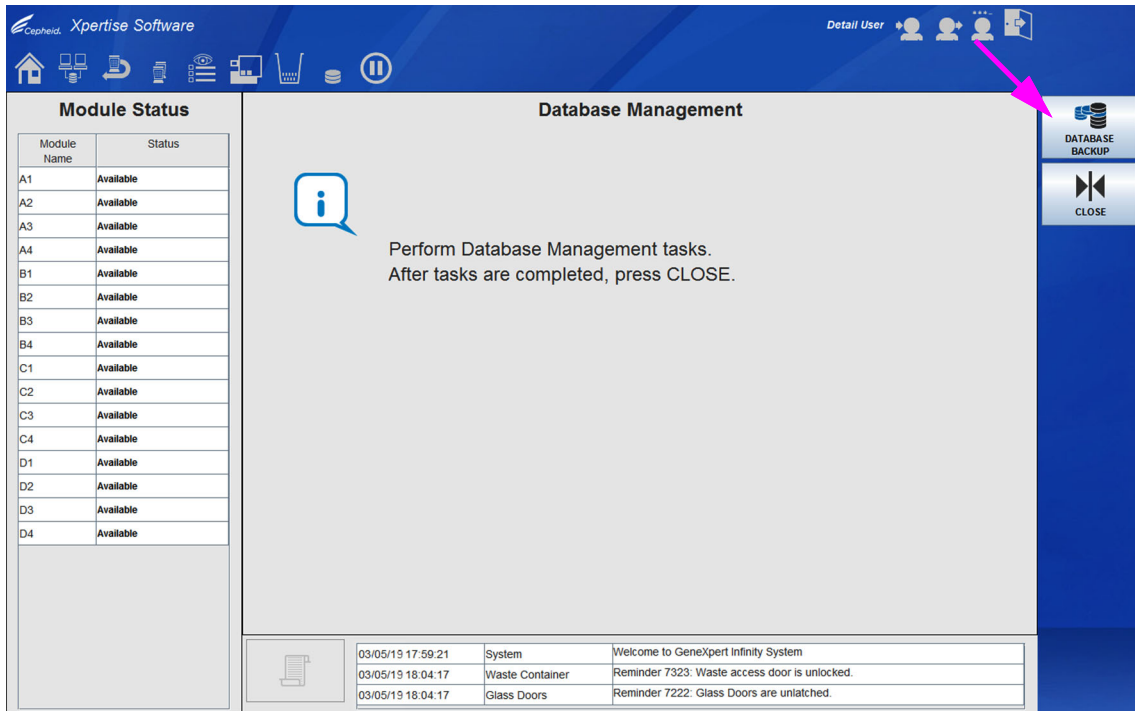 Cepheid. Xpertise Software
Detail User
Module Status
Module Name Status
A1 Available
A2 Available
A3 Available
A4 Available
B1 Available
B2 Available
B3 Available
B4 Available
C1 Available
C2 Available
C3 Available
C4 Available
D1 Available
D2 Available
D3 Available
D4 Available
Database Management
Perform Database Management tasks.
After tasks are completed, press CLOSE.
03/05/19 17:59:21 System Welcome to GeneXpert Infinity System
03/05/19 18:04:17 Waste Container Reminder 7323: Waste access door is unlocked.
03/05/19 18:04:17 Glass Doors Reminder 7222: Glass Doors are unlatched.
DATABASE
BACKUP
CLOSE